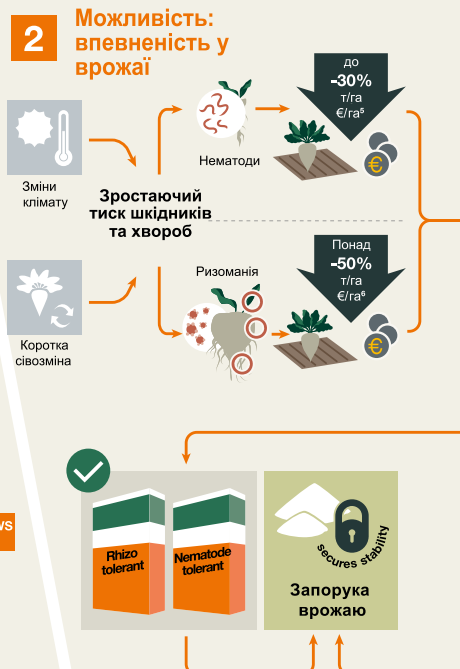 2
Можливість:
впевненість у
врожаї
до
-30%
т/га
€/га⁵
Нематоди
Зміни
клімату
Зростаючий
тиск шкідників
та хвороб
Понад
-50%
т/га
€/га⁶
Ризоманія
€
€
Коротка
сівозміна
ws
Rhizo
tolerant
Nematode
tolerant
secures stability
Запорука
врожаю